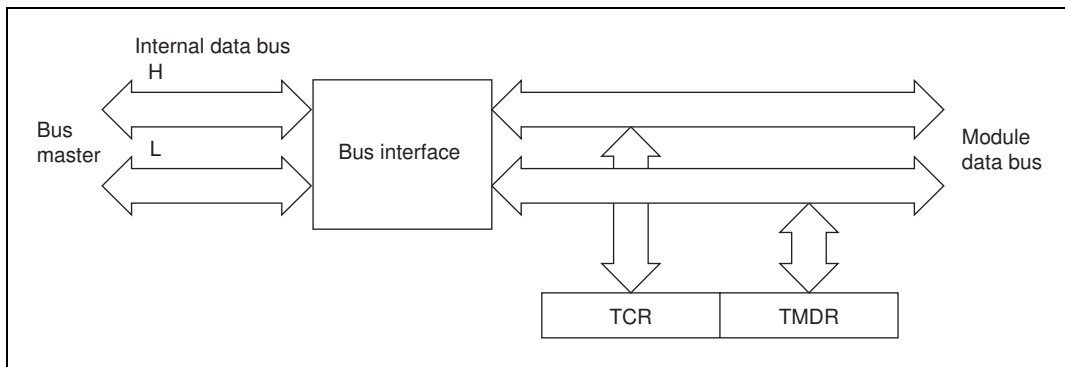 Internal data bus
H
Bus
master
L
Bus interface
Module
data bus
TCR
TMDR